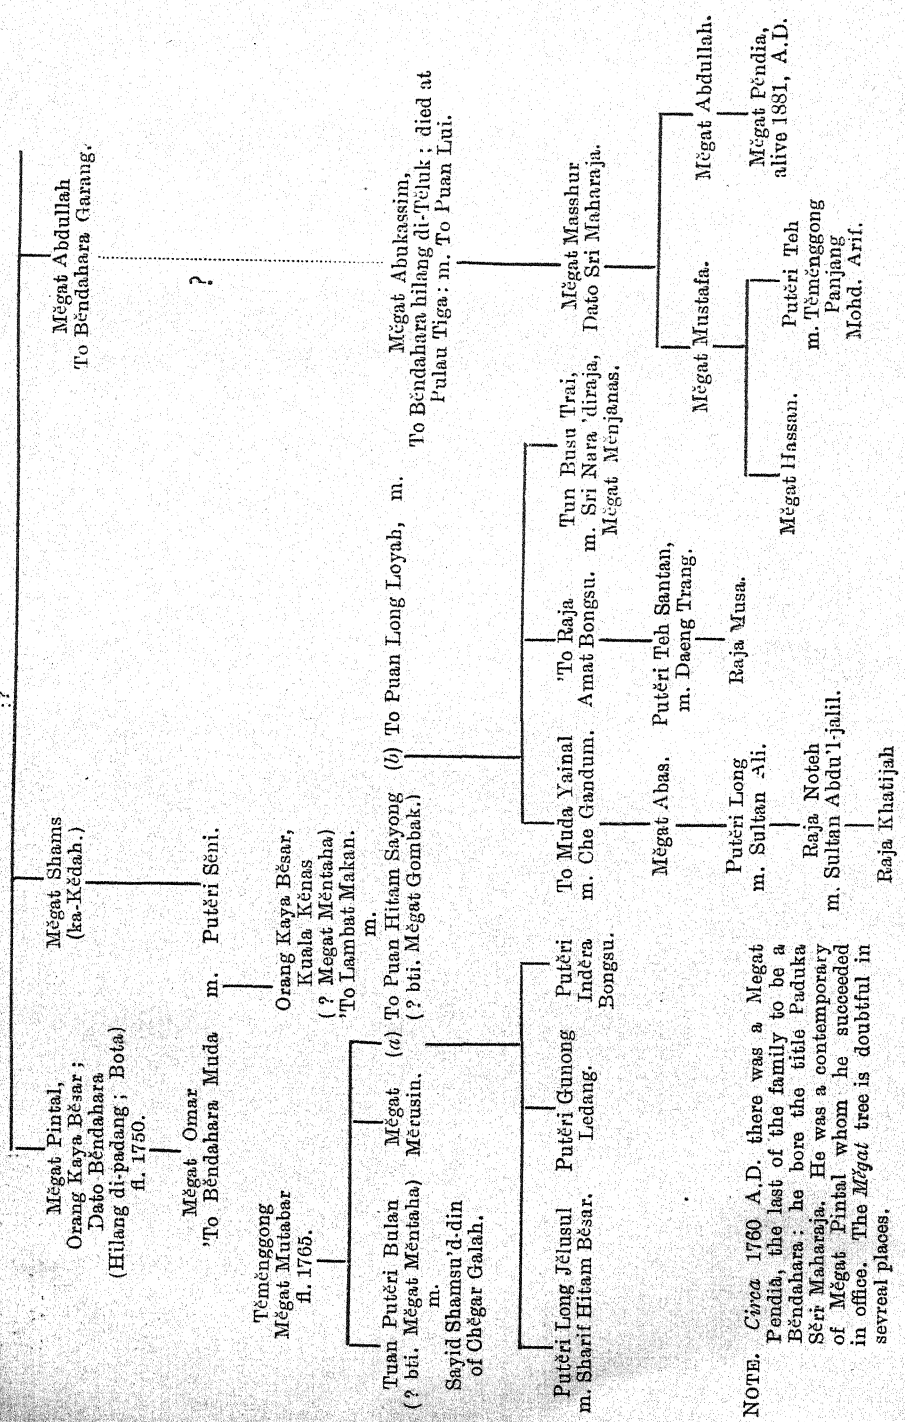 :?
Mĕgat Pintal,
Orang Kaya Bĕsar ;
Dato Bĕndahara
(Hilang di-padang ; Bota)
fl. 1750.
Mĕgat Shams
(ka-Kĕdah.)
Mĕgat Abdullah
To Bĕndahara Garang.
Mĕgat Omar
'To Bĕndahara Muda m. Putĕri Sĕni.
?
Orang Kaya Bĕsar,
Kuala Kĕnas
( ? Megat Mĕntaha)
'To Lambat Makan.
m.
Tĕmĕnggong
Mĕgat Mutabar
fl. 1765.
Tuan Putĕri Bulan
(? bti. Mĕgat Mĕntaha)
m.
Sayid Shamsu'd-din
of Chĕgar Galah.
Mĕgat
Mĕrusin.
(a) To Puan Hitam Sayong
(? bti. Mĕgat Gombak.)
(b) To Puan Long Loyah, m.
Mĕgat Abukassim,
To Bĕndahara hilang di-Tĕluk ; died at
Pulau Tiga : m. To Puan Lui.
Putĕri Long Jĕlusul
m. Sharif Hitam Bĕsar.
Putĕri Gunong
Ledang.
Putĕri
Indĕra
Bongsu.
To Muda Yainal
m. Che Gandum.
'To Raja
Amat Bongsu.
Tun Busu Trai,
m. Sri Nara 'diraja,
Mĕgat Mĕnjanas.
Mĕgat Masshur
Dato Sri Maharaja.
Mĕgat Abas.
Putĕri Teh Santan,
m. Daeng Trang.
Mĕgat Mustafa.
Mĕgat Abdullah.
Putĕri Long
m. Sultan Ali.
Raja Musa.
Mĕgat Hassan.
Putĕri Teh
m. Tĕmĕnggong
Panjang
Mohd. Arif.
Mĕgat Pĕndia,
alive 1881, A.D.
Raja Noteh
m. Sultan Abdu'l-jalil.
Raja Khatijah
NOTE. Circa 1760 A.D. there was a Megat
Pendia, the last of the family to be a
Bĕndahara : he bore the title Paduka
Sĕri Maharaja. He was a contemporary
of Mĕgat Pintal whom he succeeded
in office. The Mĕgat tree is doubtful in
sevreal places.